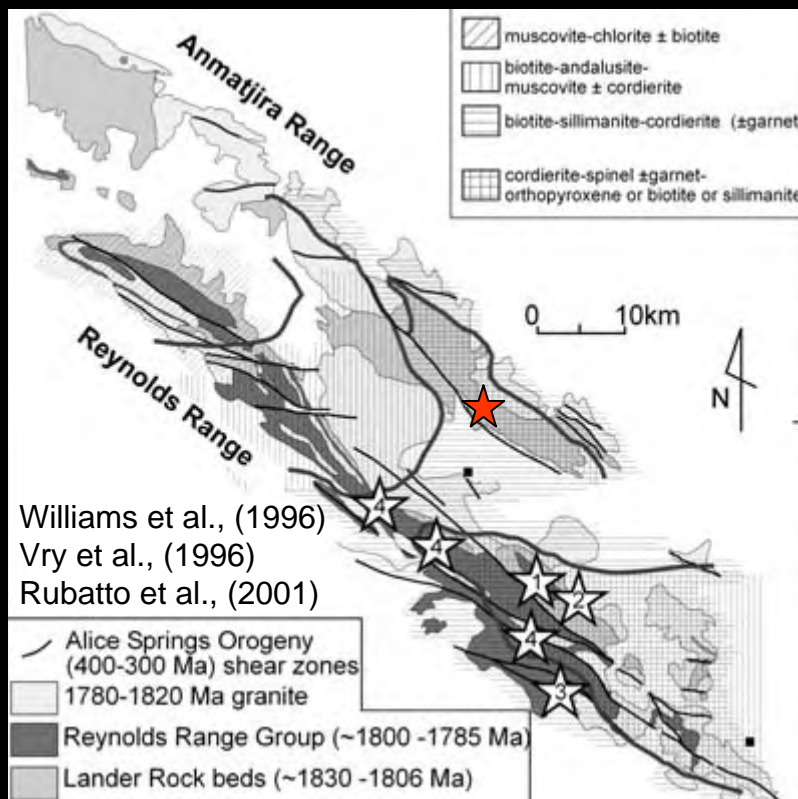 muscovite-chlorite ± biotite
biotite-andalusite-
muscovite ± cordierite
biotite-sillimanite-cordierite (±garnet
cordierite-spinel ±garnet-
orthopyroxene or biotite or sillimanite
Anmatjira Range
0 10km
N
Reynolds Range
4
4
1
2
4
3
Williams et al., (1996)
Vry et al., (1996)
Rubatto et al., (2001)
Alice Springs Orogeny
(400-300 Ma) shear zones
1780-1820 Ma granite
Reynolds Range Group (~1800 -1785 Ma)
Lander Rock beds (~1830 -1806 Ma)